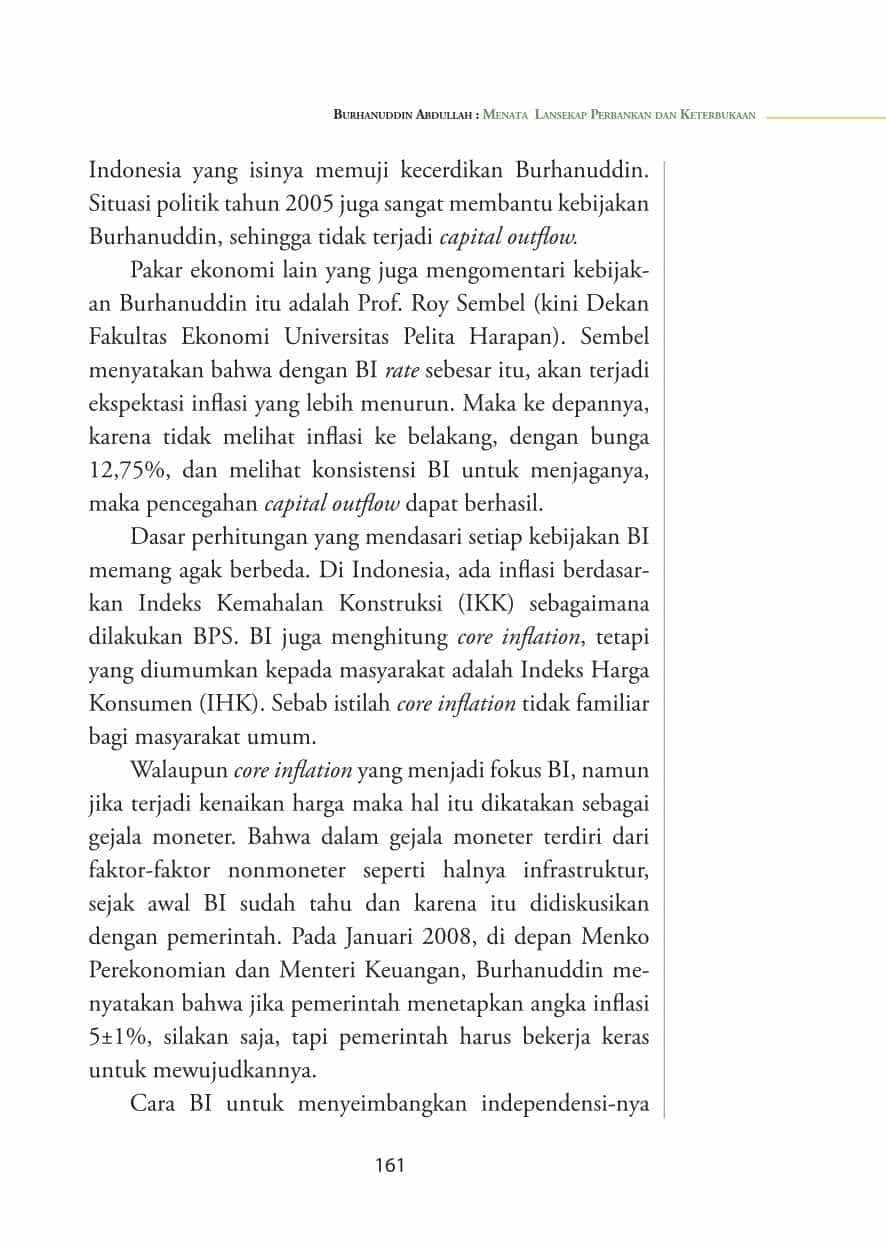 Burhanuddin Abdullah : Menata Lansekap Perbankan dan Keterbukaan
Indonesia yang isinya memuji kecerdikan Burhanuddin.
Situasi politik tahun 2005 juga sangat membantu kebijakan
Burhanuddin, sehingga tidak terjadi capital outflow.
Pakar ekonomi lain yang juga mengomentari kebijak-
an Burhanuddin itu adalah Prof. Roy Sembel (kini Dekan
Fakultas Ekonomi Universitas Pelita Harapan). Sembel
menyatakan bahwa dengan BI rate sebesar itu, akan terjadi
ekspektasi inflasi yang lebih menurun. Maka ke depannya,
karena tidak melihat inflasi ke belakang, dengan bunga
12,75%, dan melihat konsistensi BI untuk menjaganya,
maka pencegahan capital outflow dapat berhasil.
Dasar perhitungan yang mendasari setiap kebijakan BI
memang agak berbeda. Di Indonesia, ada inflasi berdasar-
kan Indeks Kemahalan Konstruksi (IKK) sebagaimana
dilakukan BPS. BI juga menghitung core inflation, tetapi
yang diumumkan kepada masyarakat adalah Indeks Harga
Konsumen (IHK). Sebab istilah core inflation tidak familiar
bagi masyarakat umum.
Walaupun core inflation yang menjadi fokus BI, namun
jika terjadi kenaikan harga maka hal itu dikatakan sebagai
gejala moneter. Bahwa dalam gejala moneter terdiri dari
faktor-faktor nonmoneter seperti halnya infrastruktur,
sejak awal BI sudah tahu dan karena itu didiskusikan
dengan pemerintah. Pada Januari 2008, di depan Menko
Perekonomian dan Menteri Keuangan, Burhanuddin me-
nyatakan bahwa jika pemerintah menetapkan angka inflasi
5±1%, silakan saja, tapi pemerintah harus bekerja keras
untuk mewujudkannya.
Cara BI untuk menyeimbangkan independensi-nya
161